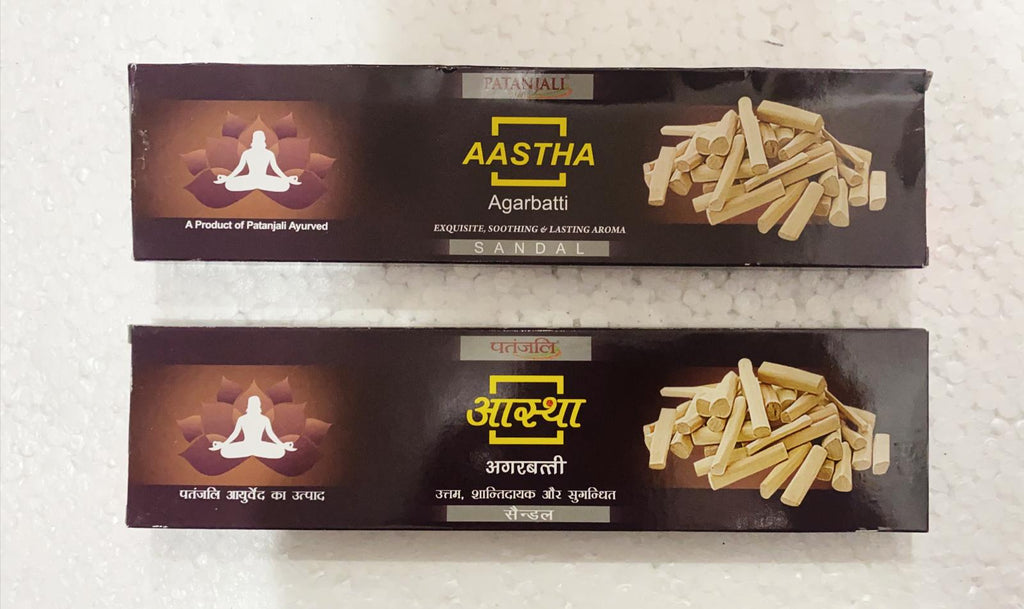 PATANJALI
AASTHA
Agarbatti
A Product of Patanjali Ayurved
EXQUISITE, SOOTHING & LASTING AROMA
SANDAL
पतंजलि
आस्था
अगरबत्ती
पतंजलि आयुर्वेद का उत्पाद
उत्तम, शान्तिदायक और सुगन्धित
सैन्डल